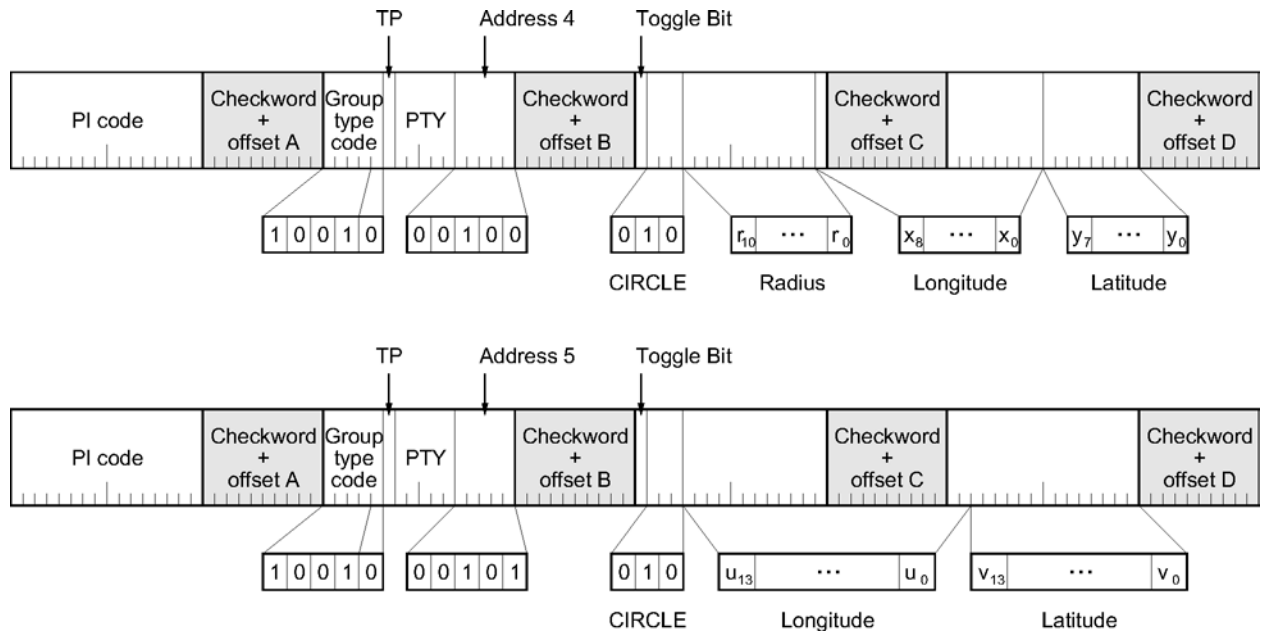 TP Address 4 Toggle Bit
PI code Checkword + offset A Group type code PTY Checkword + offset B Checkword + offset C Checkword + offset D
1 0 0 1 0 0 0 1 0 0 0 1 0 r10 ... r0 x8 ... x0 y7 ... y0
CIRCLE Radius Longitude Latitude
TP Address 5 Toggle Bit
PI code Checkword + offset A Group type code PTY Checkword + offset B Checkword + offset C Checkword + offset D
1 0 0 1 0 0 0 1 0 1 0 1 0 u13 ... u0 v13 ... v0
CIRCLE Longitude Latitude